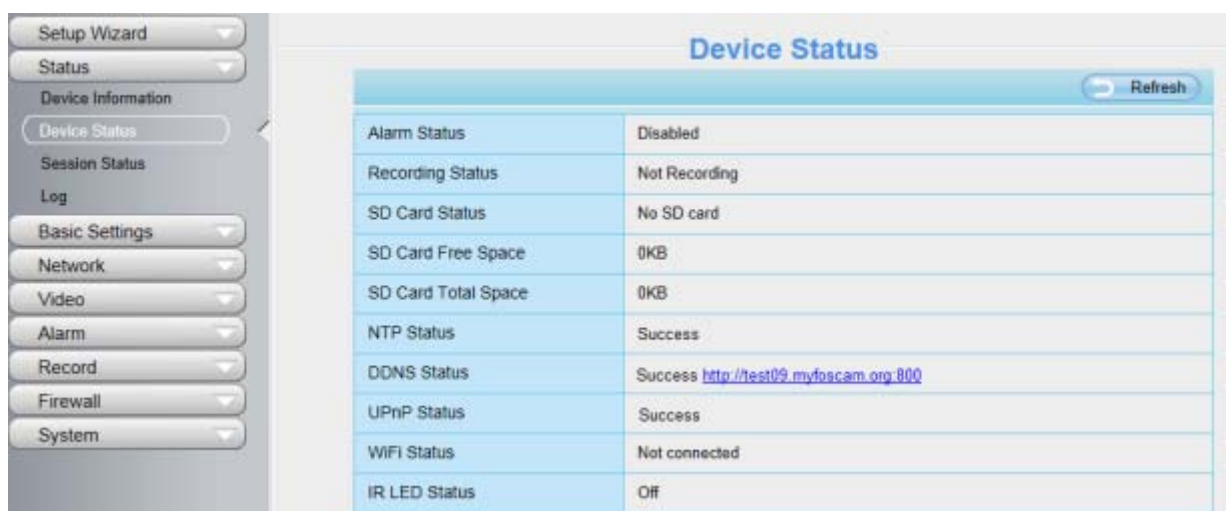 Setup Wizard
Status
Device Information
Device Status
Session Status
Log
Basic Settings
Network
Video
Alarm
Record
Firewall
System
Device Status
Refresh
Alarm Status Disabled
Recording Status Not Recording
SD Card Status No SD card
SD Card Free Space 0KB
SD Card Total Space 0KB
NTP Status Success
DDNS Status Success http://test09.myfoscam.org:800
UPnP Status Success
WiFi Status Not connected
IR LED Status Off